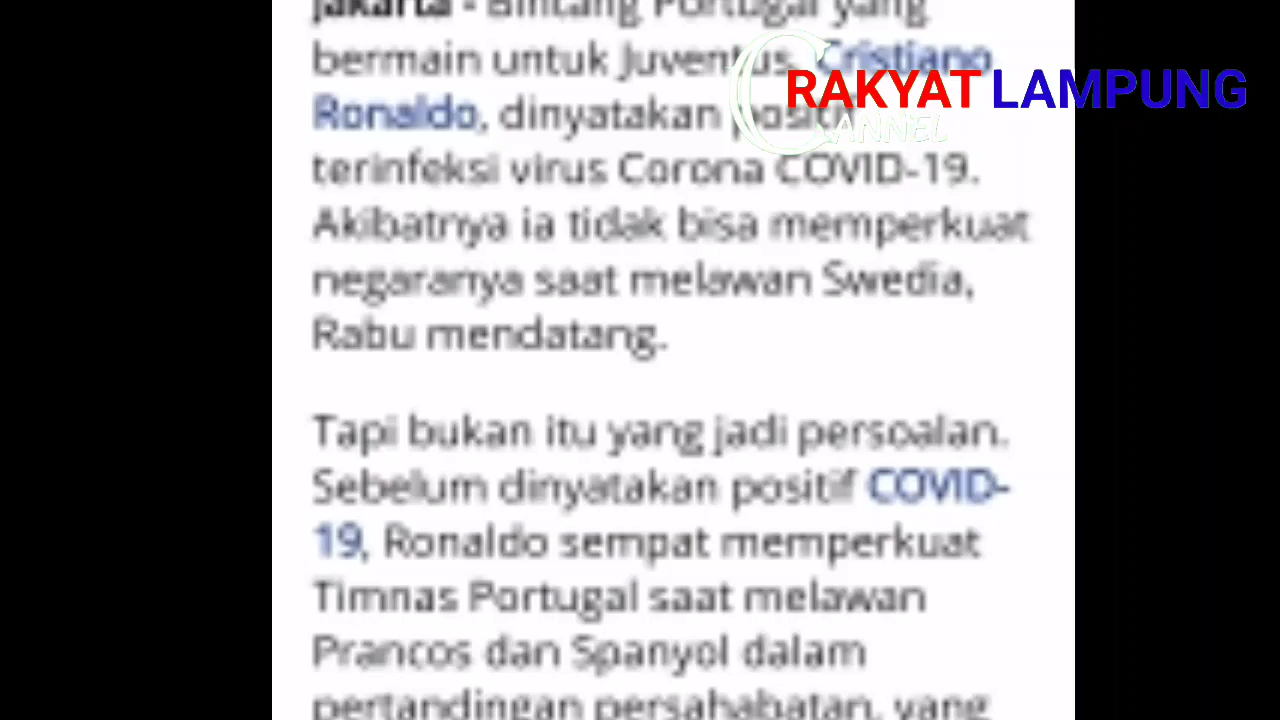 Jakarta - Bintang Portugal yang
bermain untuk Juventus, Cristiano
Ronaldo, dinyatakan positif
terinfeksi virus Corona COVID-19.
Akibatnya ia tidak bisa memperkuat
negaranya saat melawan Swedia,
Rabu mendatang.
Tapi bukan itu yang jadi persoalan.
Sebelum dinyatakan positif COVID-
19, Ronaldo sempat memperkuat
Timnas Portugal saat melawan
Prancos dan Spanyol dalam
pertandingan persahabatan, yang
RAKYAT LAMPUNG
CANNEL